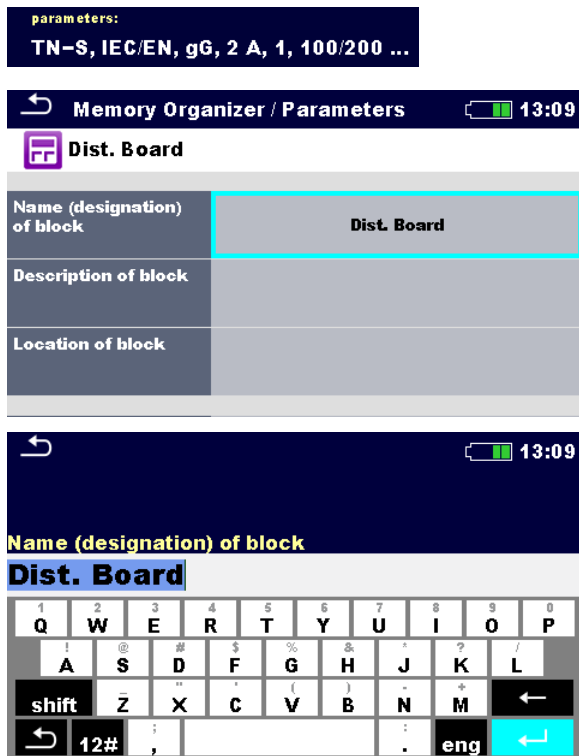 parameters:
TN-S, IEC/EN, gG, 2 A, 1, 100/200 ...
Memory Organizer / Parameters 13:09
Dist. Board
Name (designation) of block Dist. Board
Description of block
Location of block
13:09
Name (designation) of block
Dist. Board
1 2 3 4 5 6 7 8 9 0
Q W E R T Y U I O P
! @ # $ % & * ? /
A S D F G H J K L
_ " ' ( ) - +
shift Z X C V B N M
; :
12# , . eng